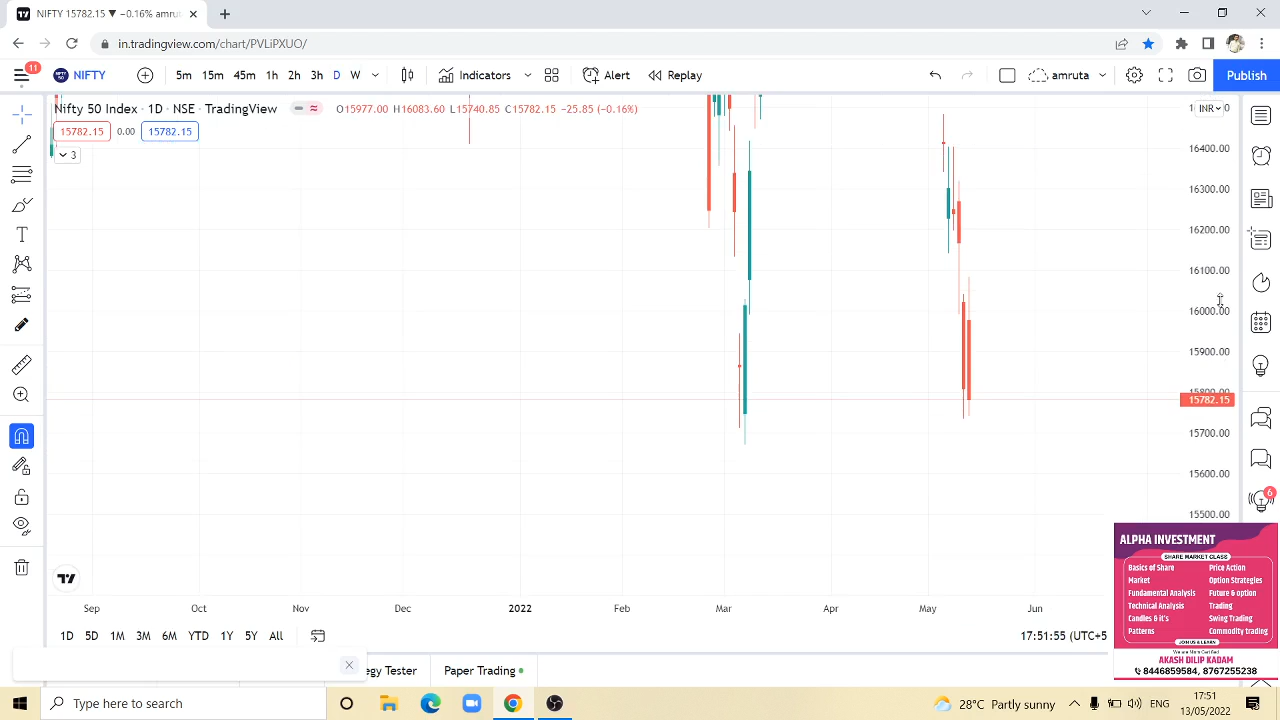 NIFTY 15782.15 ▼ −0.16% amrut
in.tradingview.com/chart/PVLiPXUO/
11
NIFTY
5m 15m 45m 1h 2h 3h D W
Indicators
Alert
Replay
amruta
Publish
Nifty 50 Index · 1D · NSE · TradingView
O15977.00 H16083.60 L15740.85 C15782.15 −25.85 (−0.16%)
INR
15782.15 0.00 15782.15
3
16400.00
16300.00
16200.00
16100.00
16000.00
15900.00
15782.15
15700.00
15600.00
15500.00
6
Sep Oct Nov Dec 2022 Feb Mar Apr May Jun
1D 5D 1M 3M 6M YTD 1Y 5Y All
17:51:55 (UTC+5
egy Tester
Paper Trading
ALPHA INVESTMENT
SHARE MARKET CLASS
Basics of Share
Market
Fundamental Analysis
Technical Analysis
Candles & it's
Patterns
Price Action
Option Strategies
Future & option
Trading
Swing Trading
Commodity trading
JOIN US & LEARN
AKASH DILIP KADAM
8446859584, 8767255238
Type here to search
28°C Partly sunny
ENG
17:51
13/05/2022